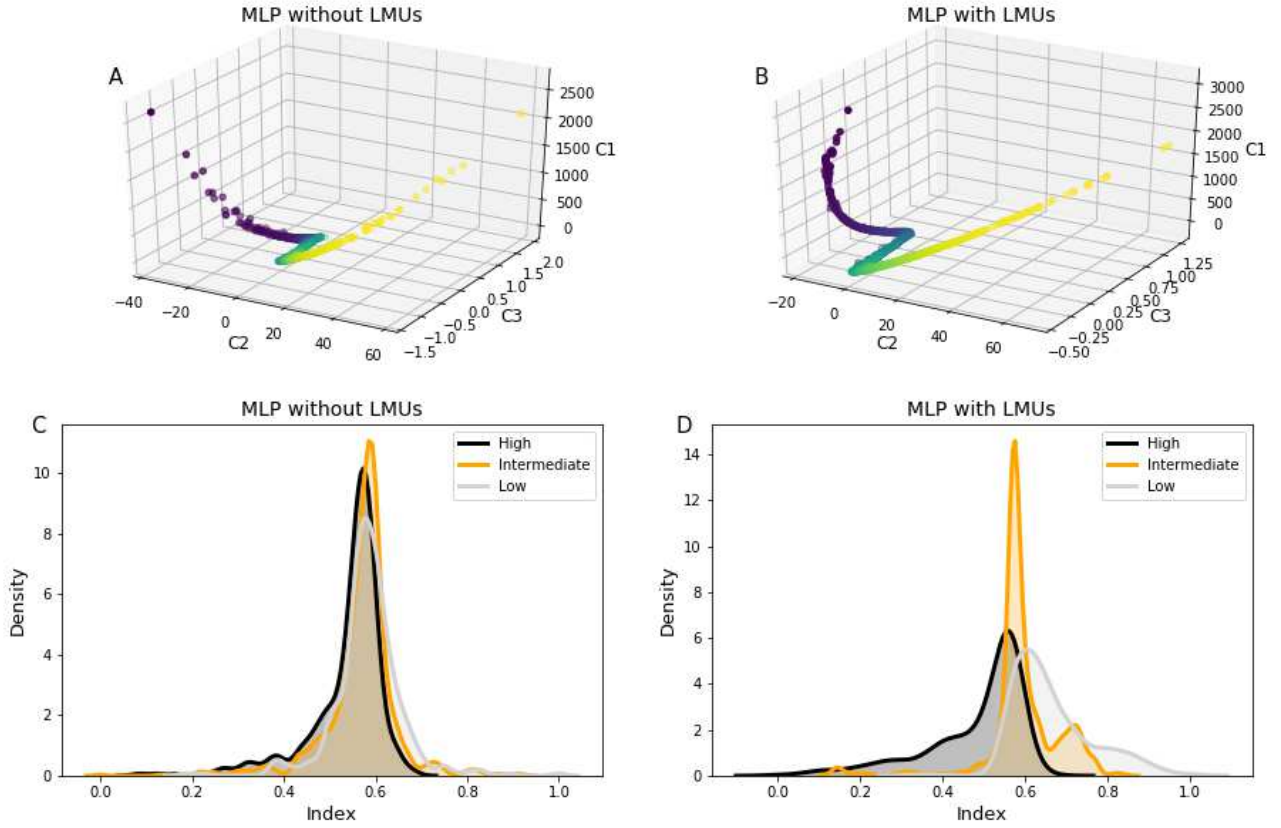 MLP without LMUs
A
2500
2000
1500
1000
500
0
C1
−40
−20
0
20
40
60
C2
−1.5
−1.0
−0.5
0.0
0.5
1.0
1.5
2.0
C3
MLP with LMUs
B
3000
2500
2000
1500
1000
500
0
C1
−20
0
20
40
60
C2
−0.50
−0.25
0.00
0.25
0.50
0.75
1.00
1.25
C3
MLP without LMUs
C
High
Intermediate
Low
10
8
6
4
2
0
Density
0.0 0.2 0.4 0.6 0.8 1.0
Index
MLP with LMUs
D
High
Intermediate
Low
14
12
10
8
6
4
2
0
Density
0.0 0.2 0.4 0.6 0.8 1.0
Index